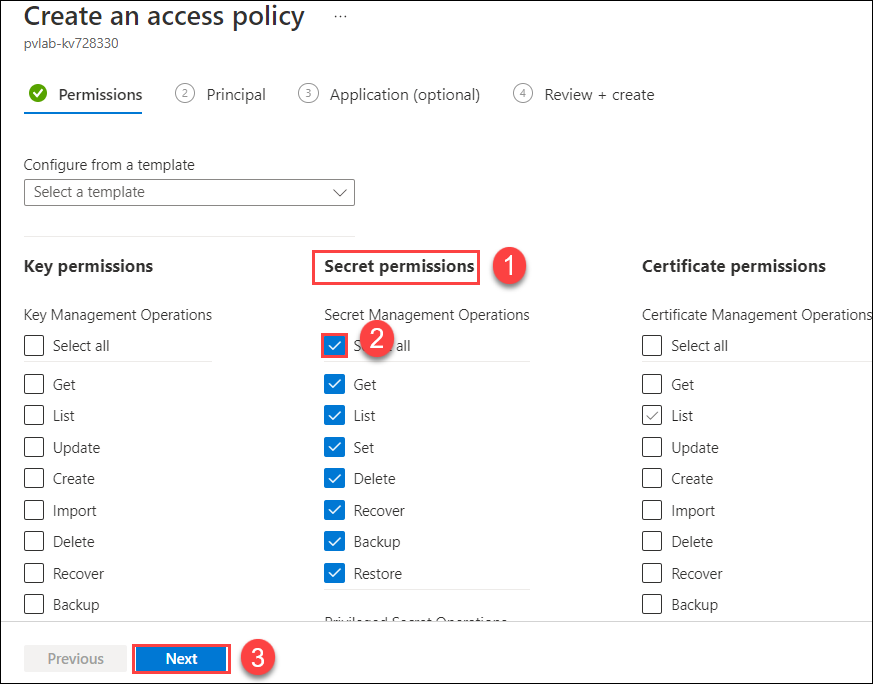 Create an access policy ...
pvlab-kv728330
Permissions 2 Principal 3 Application (optional) 4 Review + create
Configure from a template
Select a template
Key permissions Secret permissions 1 Certificate permissions
Key Management Operations Secret Management Operations Certificate Management Operations
Select all 2 all Select all
Get Get Get
List List List
Update Set Update
Create Delete Create
Import Recover Import
Delete Backup Delete
Recover Restore Recover
Backup Backup
Privileged Secret Operations
Previous Next 3